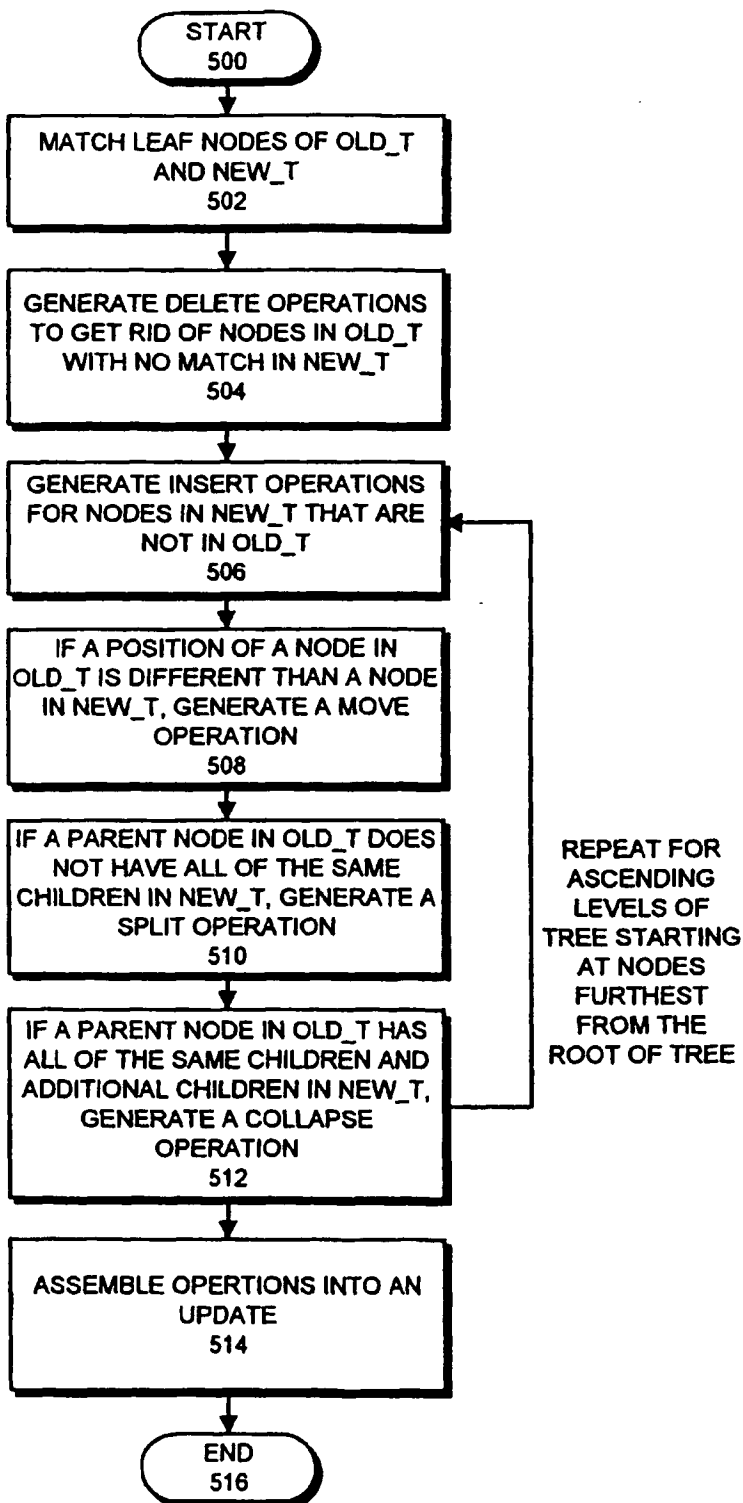 START
500
MATCH LEAF NODES OF OLD_T
AND NEW_T
502
GENERATE DELETE OPERATIONS
TO GET RID OF NODES IN OLD_T
WITH NO MATCH IN NEW_T
504
GENERATE INSERT OPERATIONS
FOR NODES IN NEW_T THAT ARE
NOT IN OLD_T
506
IF A POSITION OF A NODE IN
OLD_T IS DIFFERENT THAN A NODE
IN NEW_T, GENERATE A MOVE
OPERATION
508
IF A PARENT NODE IN OLD_T DOES
NOT HAVE ALL OF THE SAME
CHILDREN IN NEW_T, GENERATE A
SPLIT OPERATION
510
IF A PARENT NODE IN OLD_T HAS
ALL OF THE SAME CHILDREN AND
ADDITIONAL CHILDREN IN NEW_T,
GENERATE A COLLAPSE
OPERATION
512
REPEAT FOR
ASCENDING
LEVELS OF
TREE STARTING
AT NODES
FURTHEST
FROM THE
ROOT OF TREE
ASSEMBLE OPERTIONS INTO AN
UPDATE
514
END
516